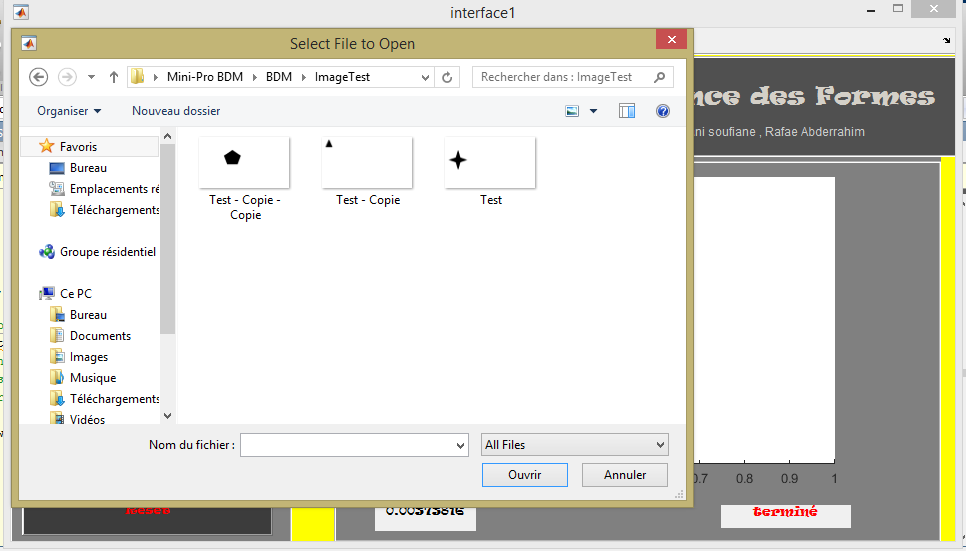 interface1
Select File to Open
Mini-Pro BDM
BDM
ImageTest
Rechercher dans : ImageTest
Organiser
Nouveau dossier
nce des Formes
ni soufiane , Rafae Abderrahim
Favoris
Bureau
Emplacements ré
Téléchargements
Groupe résidentiel
Ce PC
Bureau
Documents
Images
Musique
Téléchargements
Vidéos
Test - Copie -
Copie
Test - Copie
Test
Nom du fichier :
All Files
Ouvrir
Annuler
0.7 0.8 0.9 1
0.00373816
terminé